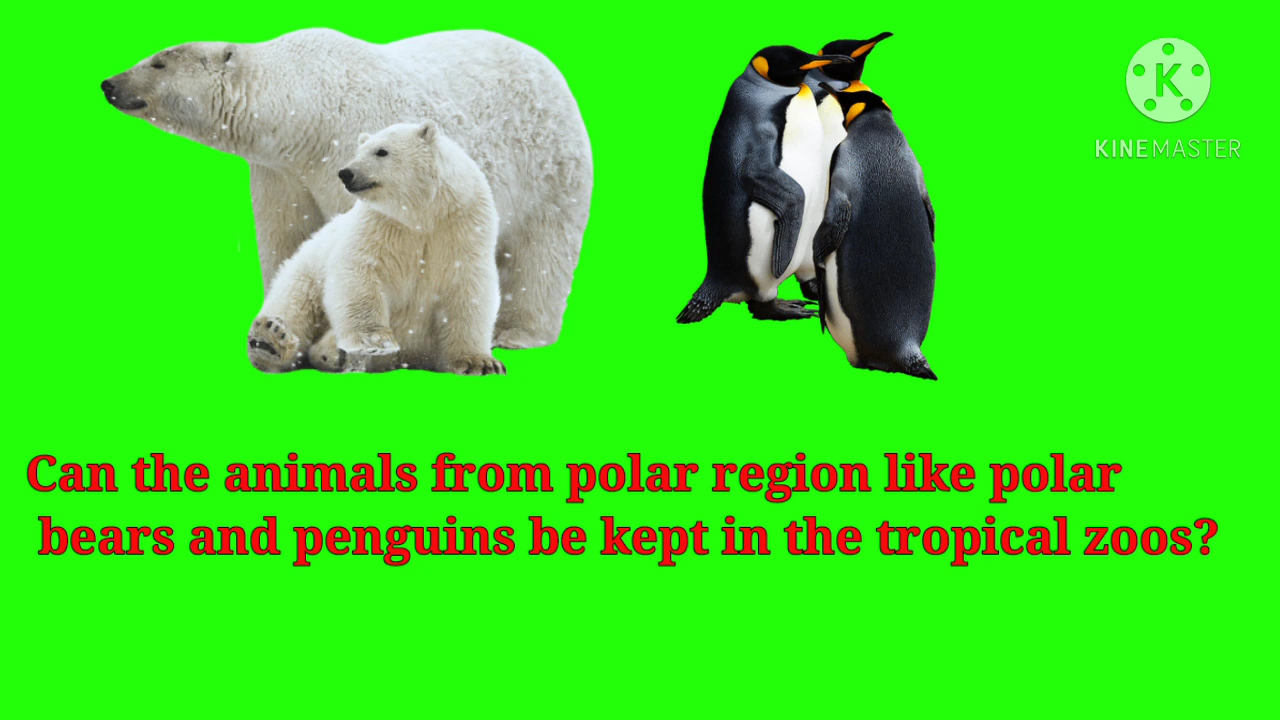 K
KINEMASTER
Can the animals from polar region like polar
bears and penguins be kept in the tropical zoos?